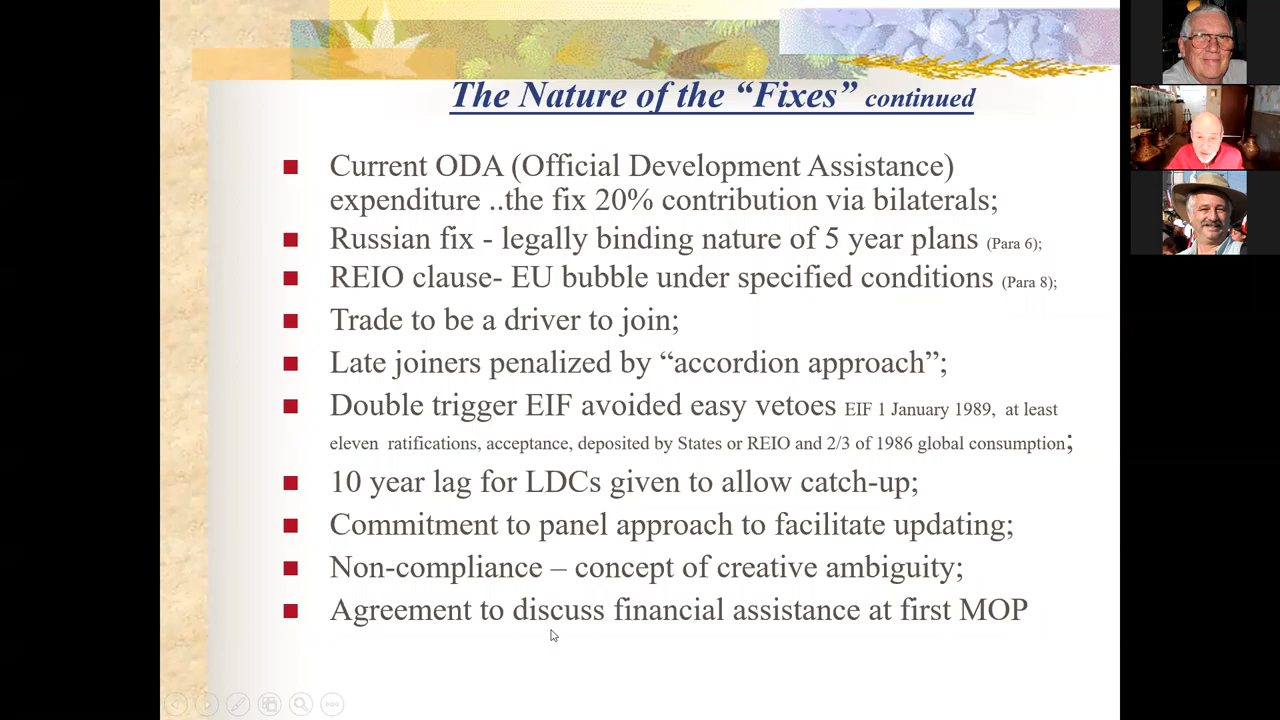 The Nature of the “Fixes” continued
Current ODA (Official Development Assistance)
expenditure ..the fix 20% contribution via bilaterals;
Russian fix - legally binding nature of 5 year plans (Para 6);
REIO clause- EU bubble under specified conditions (Para 8);
Trade to be a driver to join;
Late joiners penalized by “accordion approach”;
Double trigger EIF avoided easy vetoes EIF 1 January 1989, at least
eleven ratifications, acceptance, deposited by States or REIO and 2/3 of 1986 global consumption;
10 year lag for LDCs given to allow catch-up;
Commitment to panel approach to facilitate updating;
Non-compliance – concept of creative ambiguity;
Agreement to discuss financial assistance at first MOP